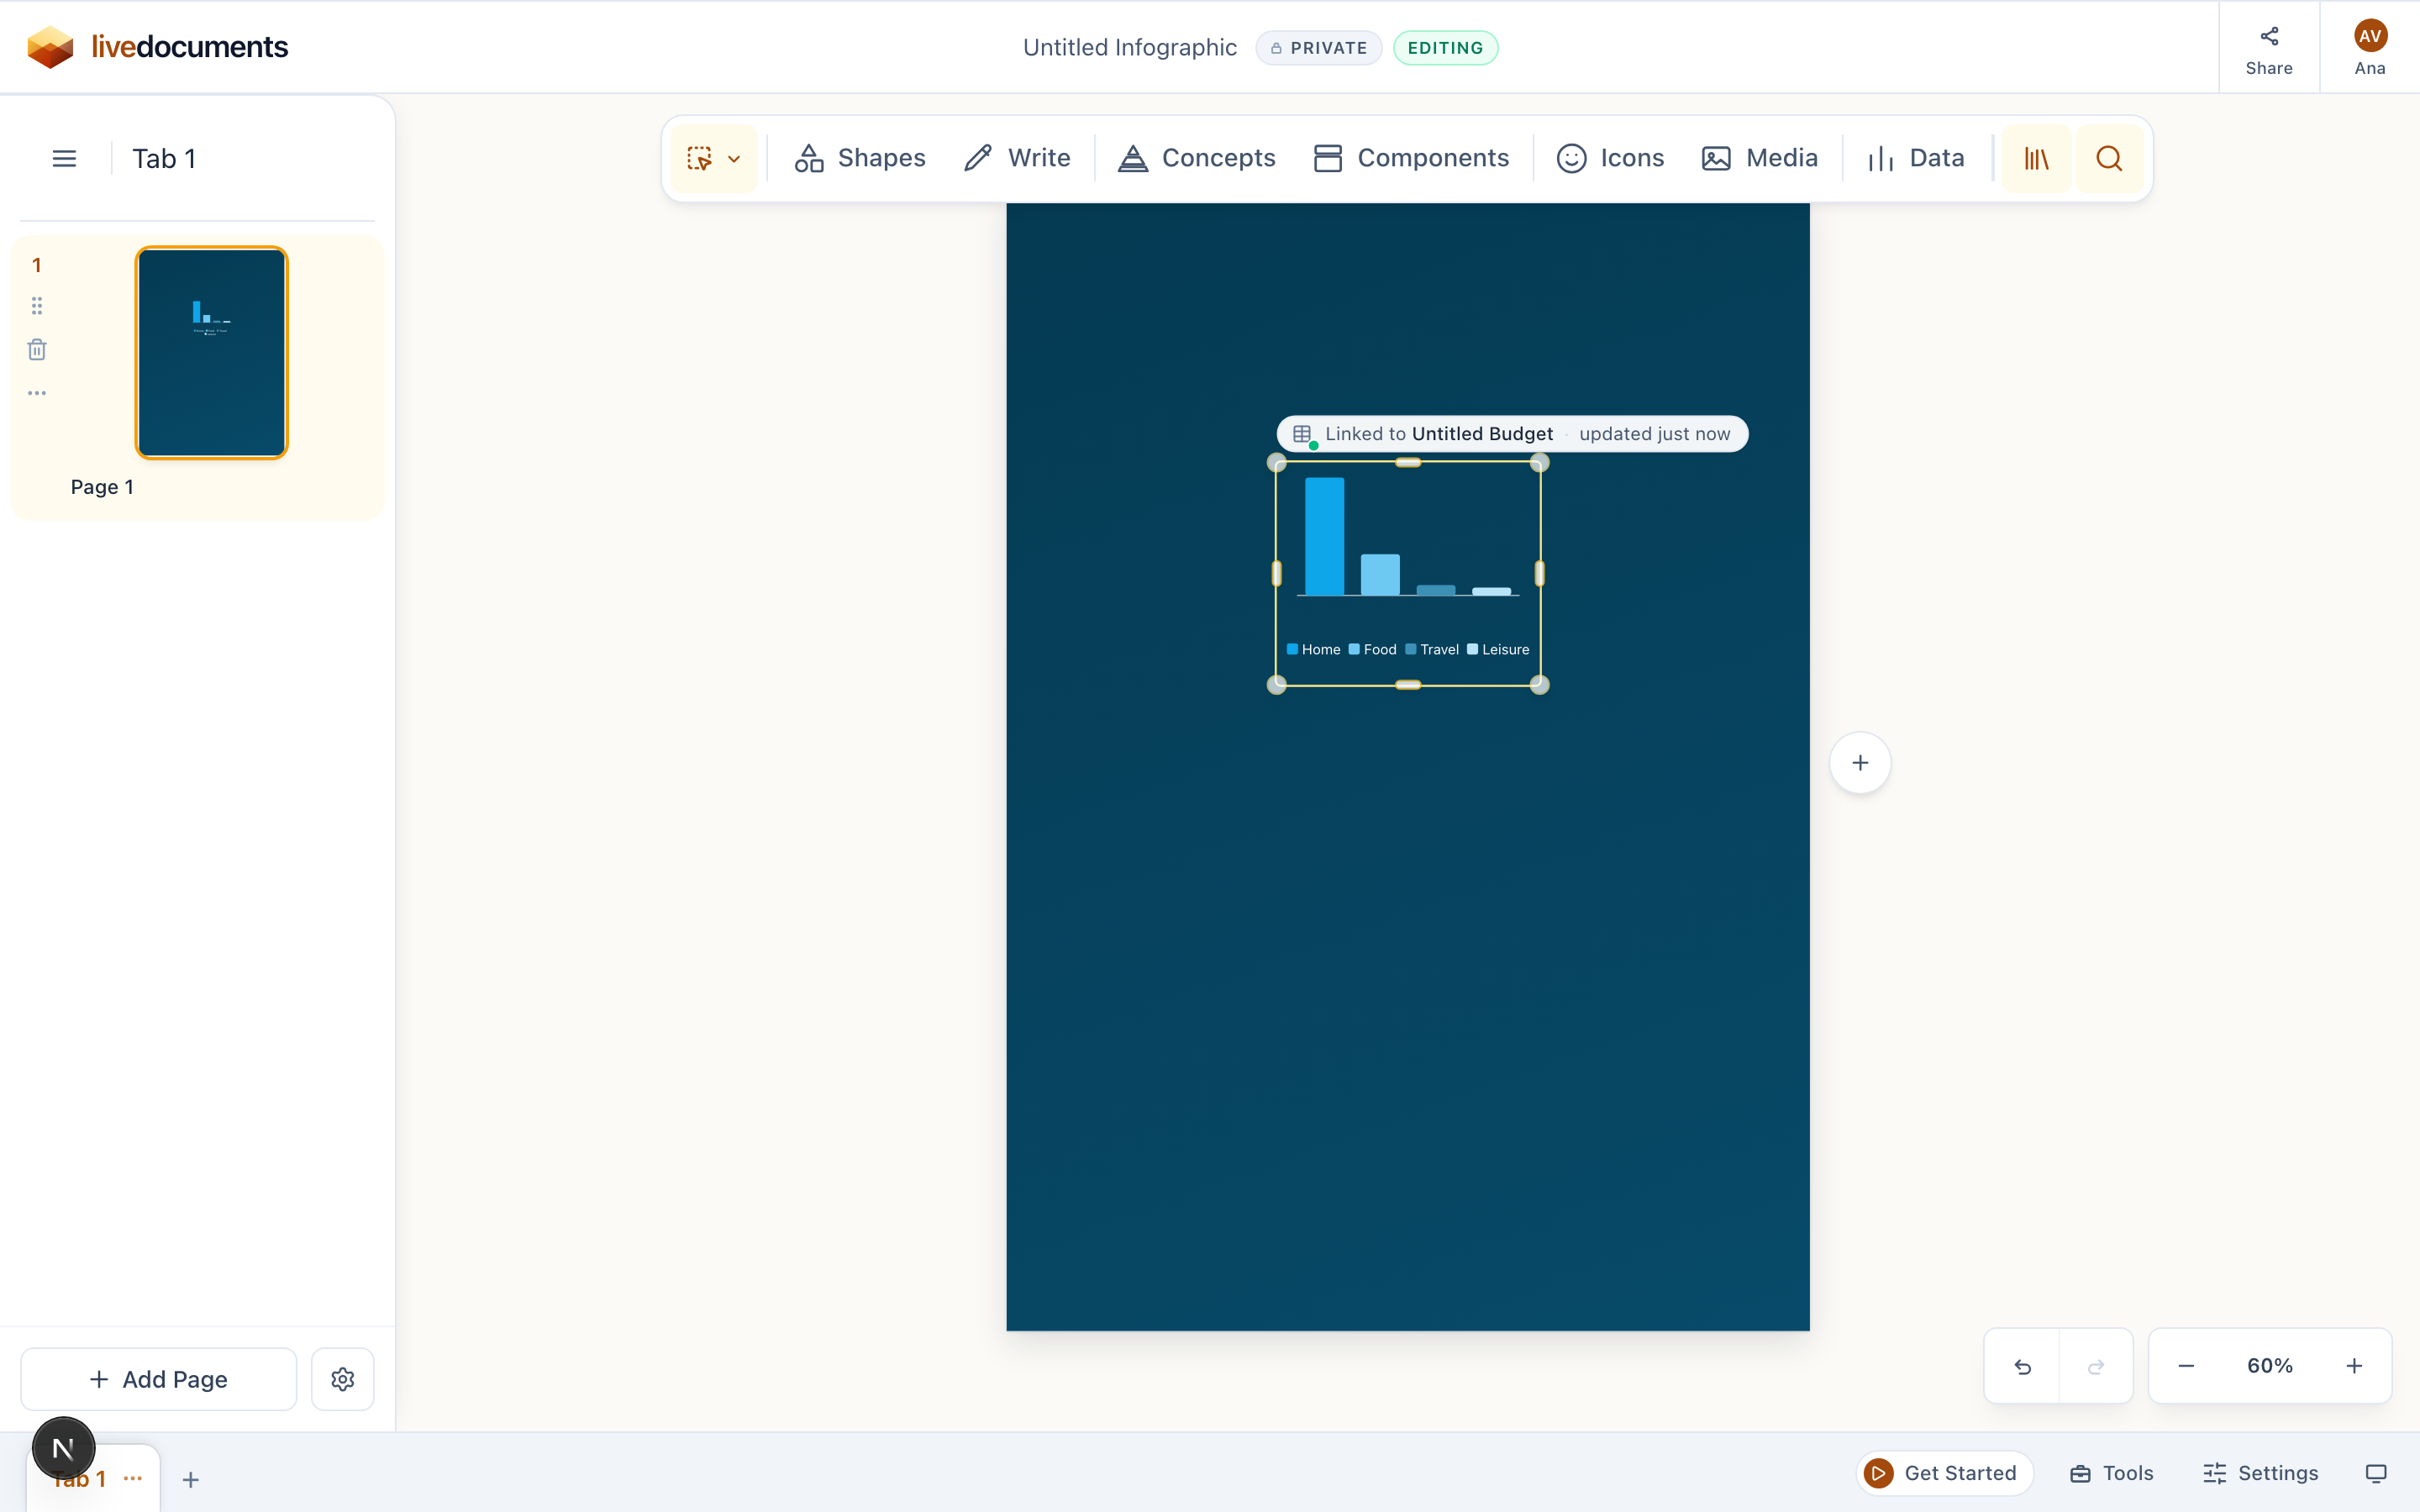 livedocuments
Untitled Infographic
PRIVATE
EDITING
Share
AV
Ana
Tab 1
Shapes
Write
Concepts
Components
Icons
Media
Data
1
Page 1
Linked to Untitled Budget · updated just now
Home Food Travel Leisure
Add Page
60%
N
Tab 1
Get Started
Tools
Settings